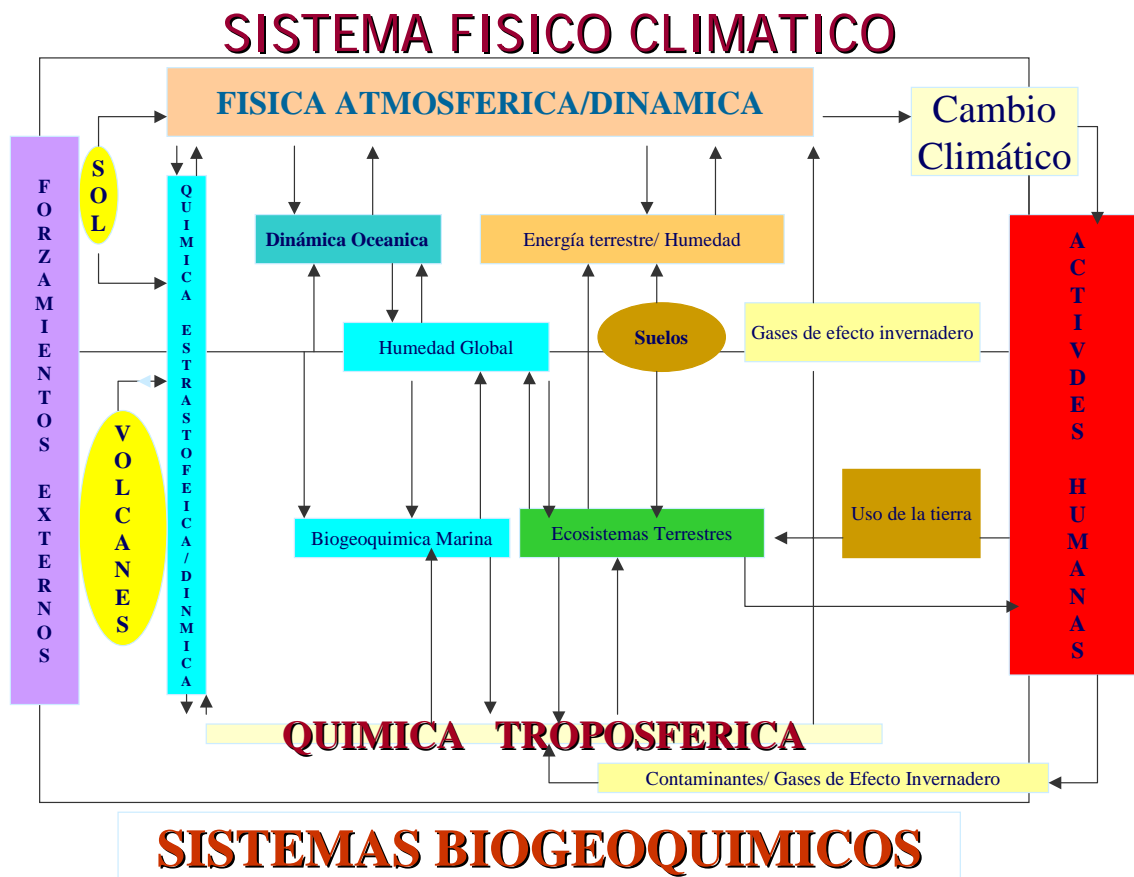 SISTEMA FISICO CLIMATICO
FISICA ATMOSFERICA/DINAMICA
Cambio
Climático
FORZAMIENTOS EXTERNOS
SOL
QUIMICA ESTRASTOFEICA/DINMICA
Dinámica Oceanica
Energía terrestre/ Humedad
ACTIVDES HUMANAS
Humedad Global
Suelos
Gases de efecto invernadero
VOLCANES
Biogeoquimica Marina
Ecosistemas Terrestres
Uso de la tierra
QUIMICA TROPOSFERICA
Contaminantes/ Gases de Efecto Invernadero
SISTEMAS BIOGEOQUIMICOS